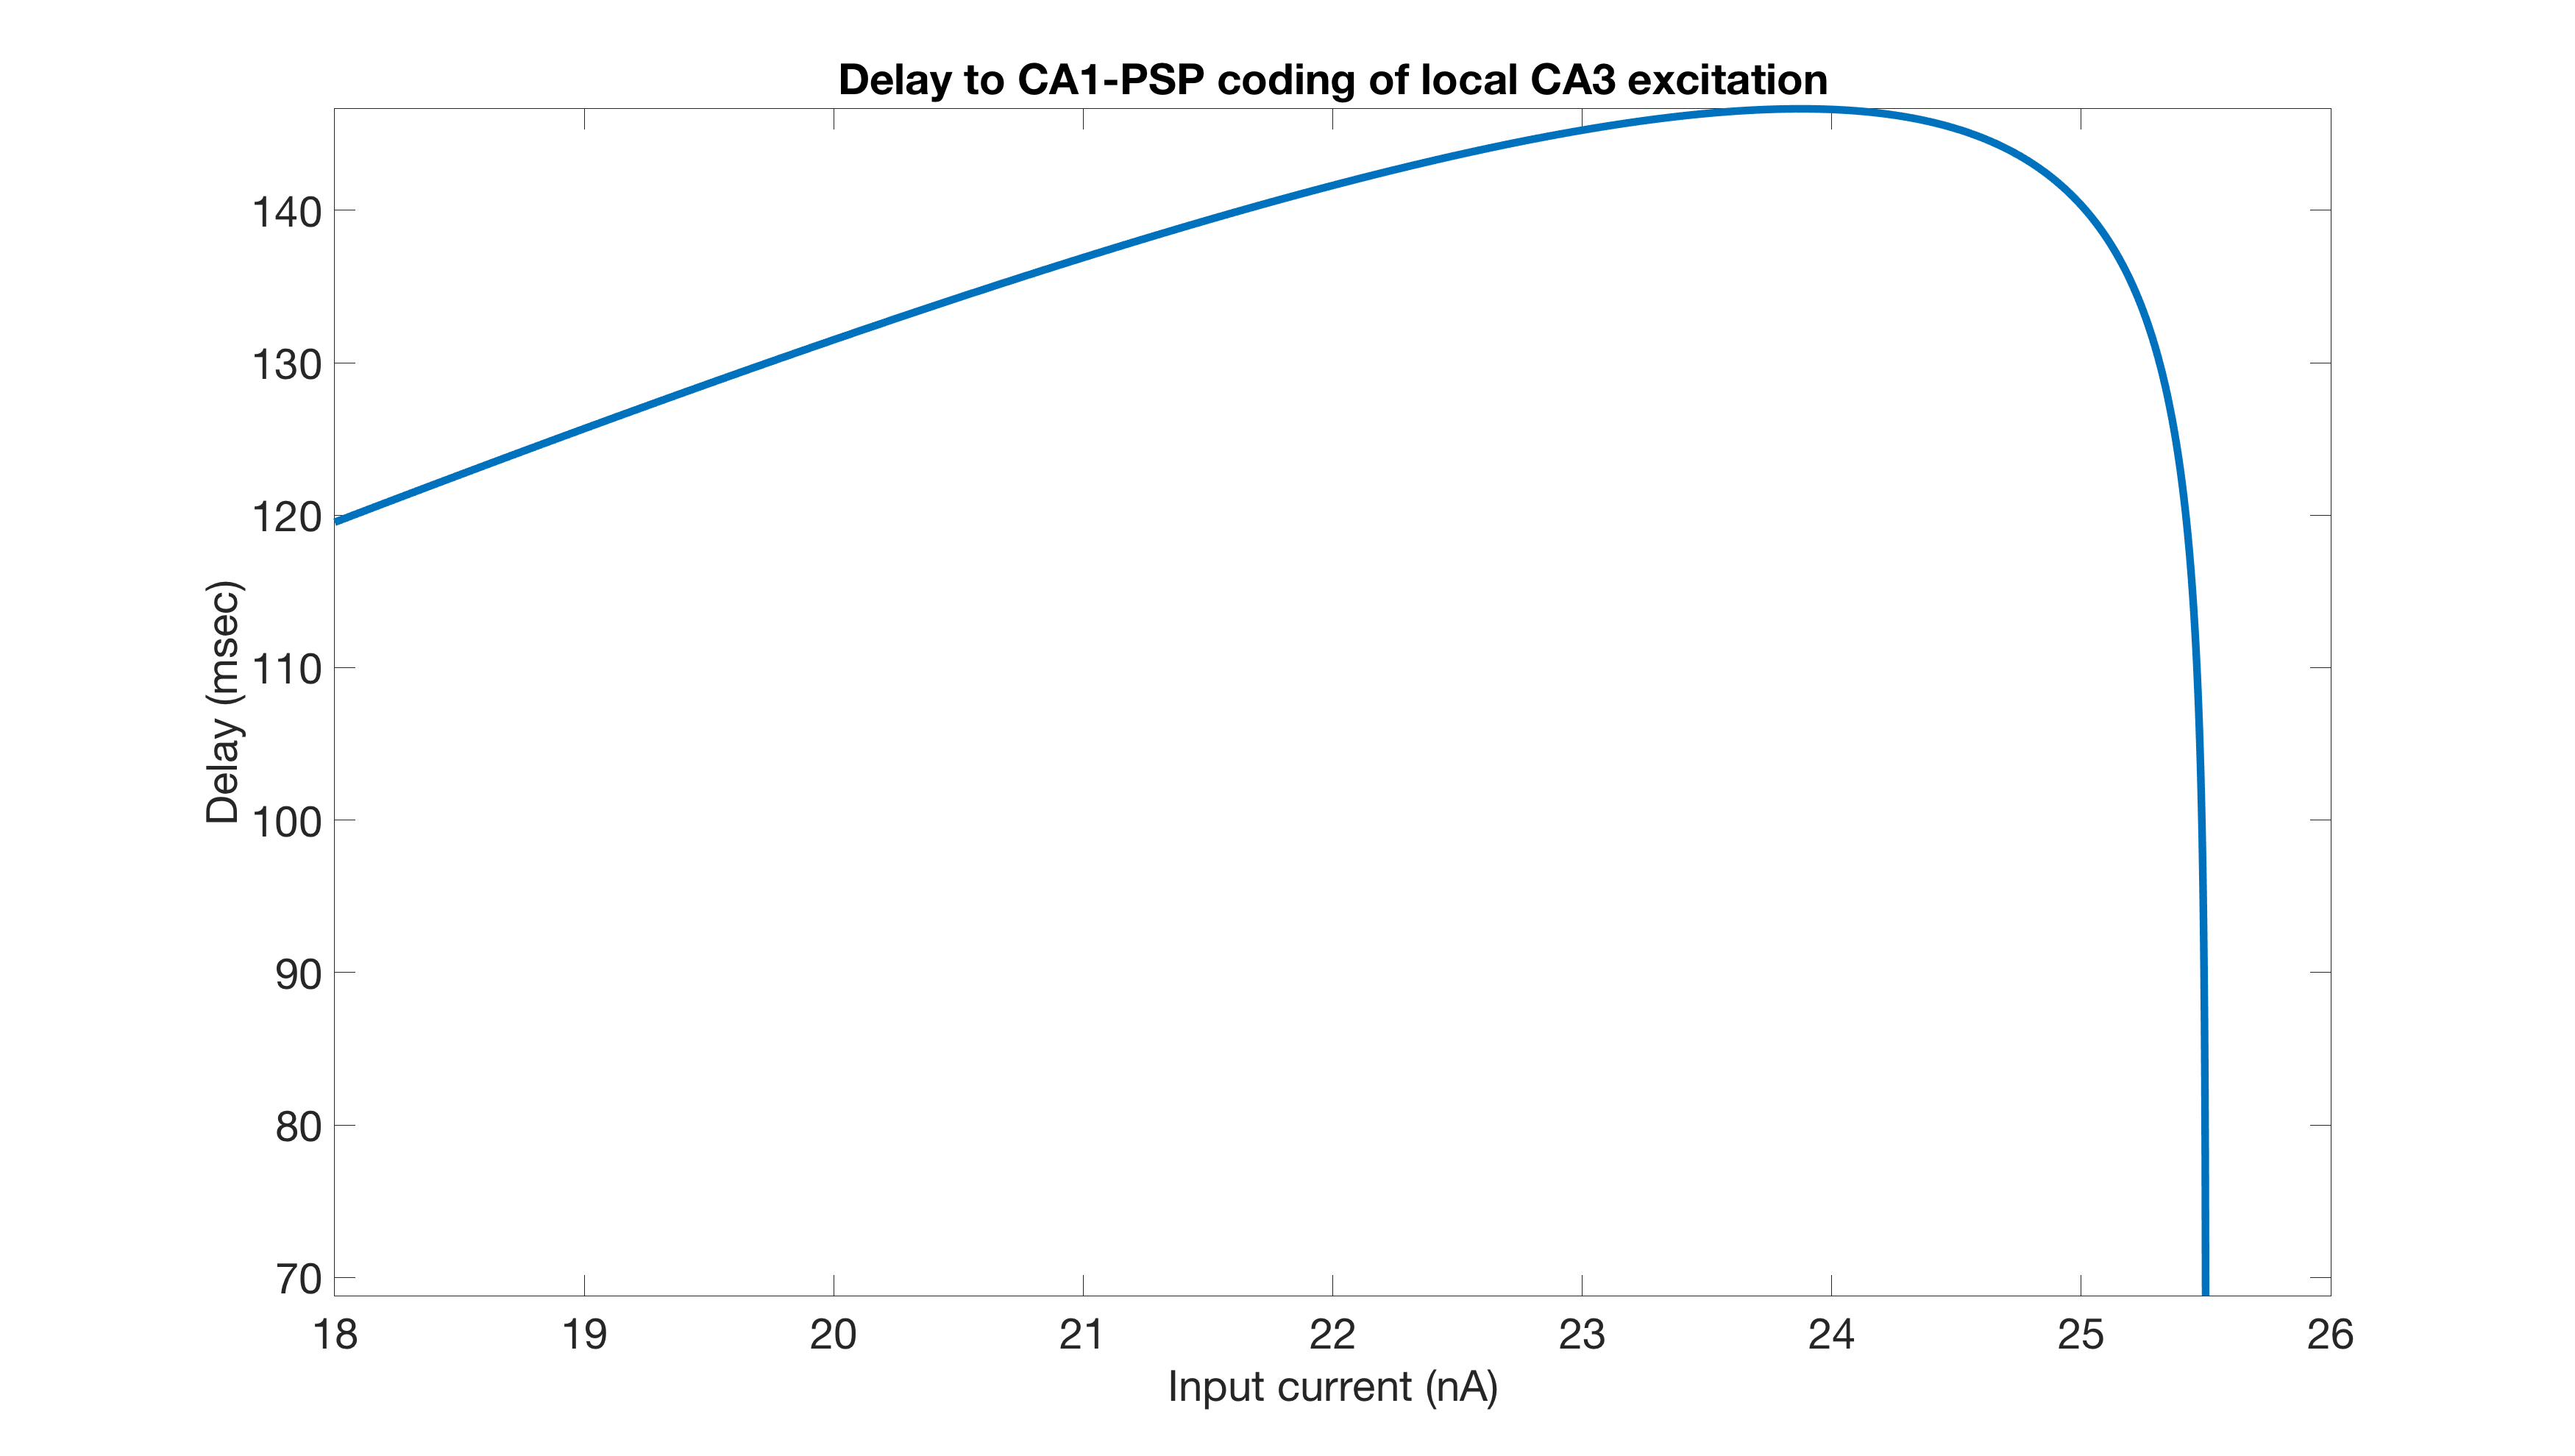 Delay to CA1-PSP coding of local CA3 excitation
Delay (msec)
140
130
120
110
100
90
80
70
18 19 20 21 22 23 24 25 26
Input current (nA)